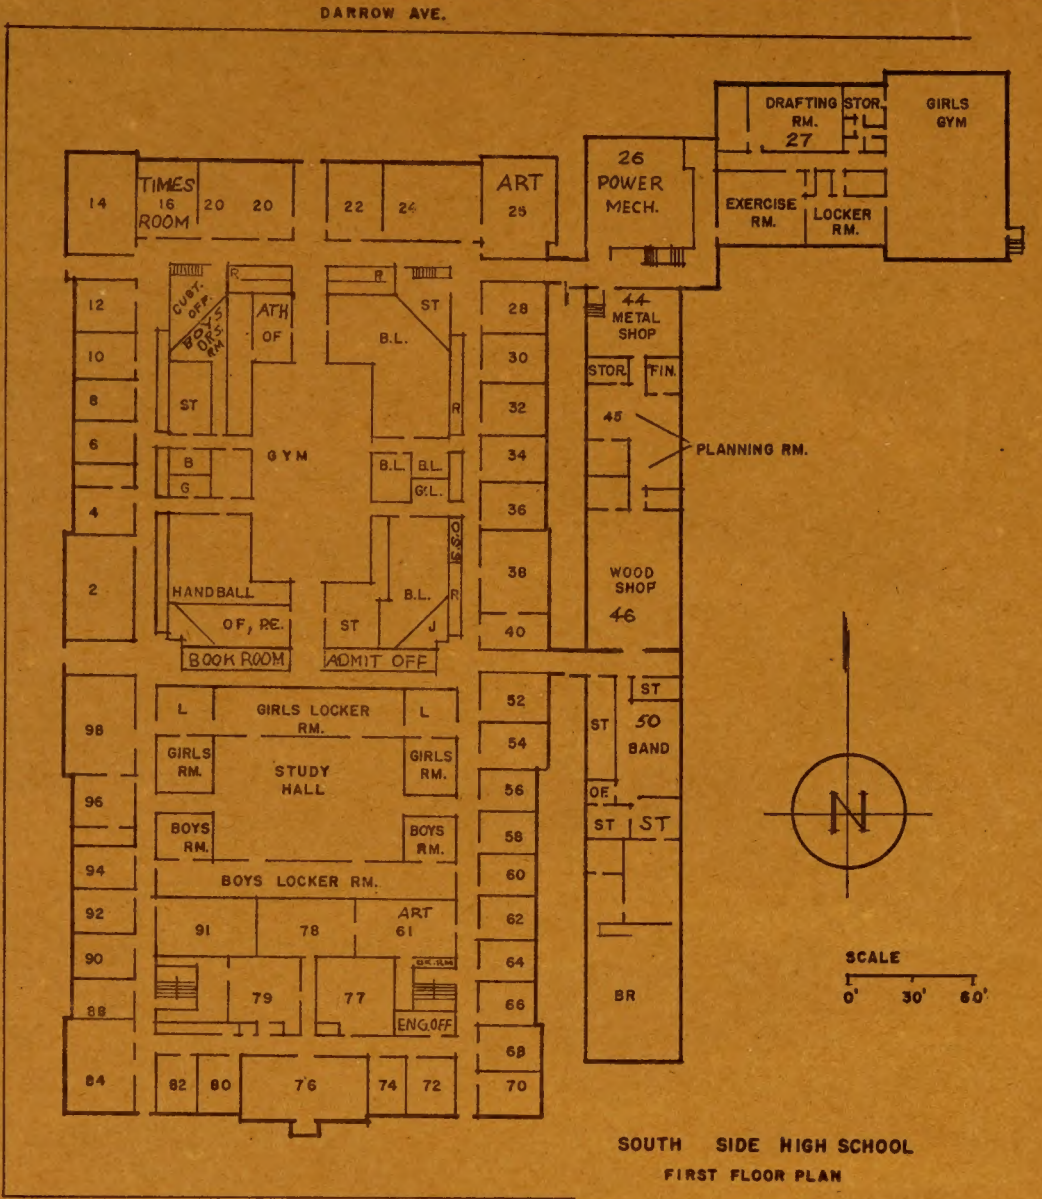 DARROW AVE.
DRAFTING
RM.
27
STOR.
GIRLS
GYM
26
POWER
MECH.
EXERCISE
RM.
LOCKER
RM.
14
TIMES
16
ROOM
20
20
22
24
ART
25
12
10
8
6
4
2
CUST.
OFF.
BOYS
DRS.
RM
R
ATH
OF
R
ST
B.L.
ST
R
GYM
B
G
B.L.
B.L.
G.L.
HANDBALL
OF, P.E.
BOOK ROOM
ST
B.L.
J
R
ADMIT OFF
28
30
32
34
36
38
40
44
METAL
SHOP
STOR.
FIN.
45
PLANNING RM.
WOOD
SHOP
46
98
96
94
92
90
88
84
L
GIRLS LOCKER
RM.
L
GIRLS
RM.
STUDY
HALL
GIRLS
RM.
BOYS
RM.
BOYS
RM.
BOYS LOCKER RM.
91
78
ART
61
79
77
ENG.OFF
82
80
76
74
72
52
54
56
58
60
62
64
66
68
70
ST
ST
50
BAND
OF.
ST
ST
BR
N
SCALE
0' 30' 60'
SOUTH SIDE HIGH SCHOOL
FIRST FLOOR PLAN